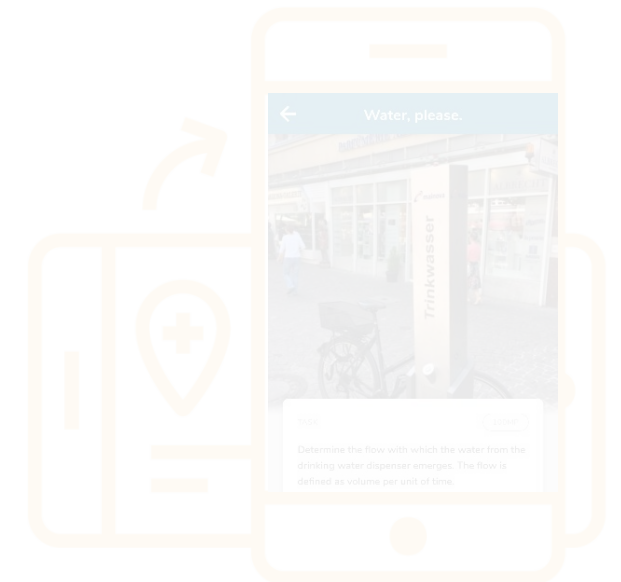 Water, please.
Trinkwasser
Determine the flow with which the water from the
drinking water dispenser emerges. The flow is
defined as volume per unit of time.